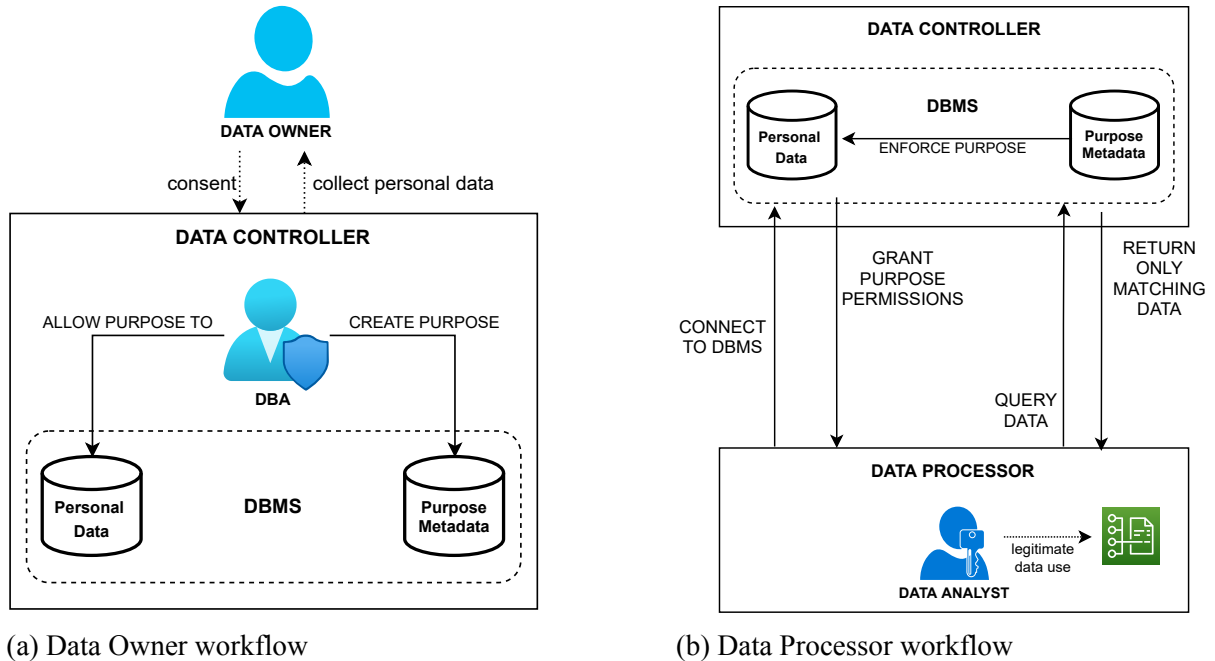 DATA OWNER
consent
collect personal data
DATA CONTROLLER
ALLOW PURPOSE TO
CREATE PURPOSE
DBA
DBMS
Personal
Data
Purpose
Metadata
(a) Data Owner workflow
DATA CONTROLLER
DBMS
Personal
Data
ENFORCE PURPOSE
Purpose
Metadata
CONNECT
TO DBMS
GRANT
PURPOSE
PERMISSIONS
QUERY
DATA
RETURN
ONLY
MATCHING
DATA
DATA PROCESSOR
DATA ANALYST
legitimate
data use
(b) Data Processor workflow